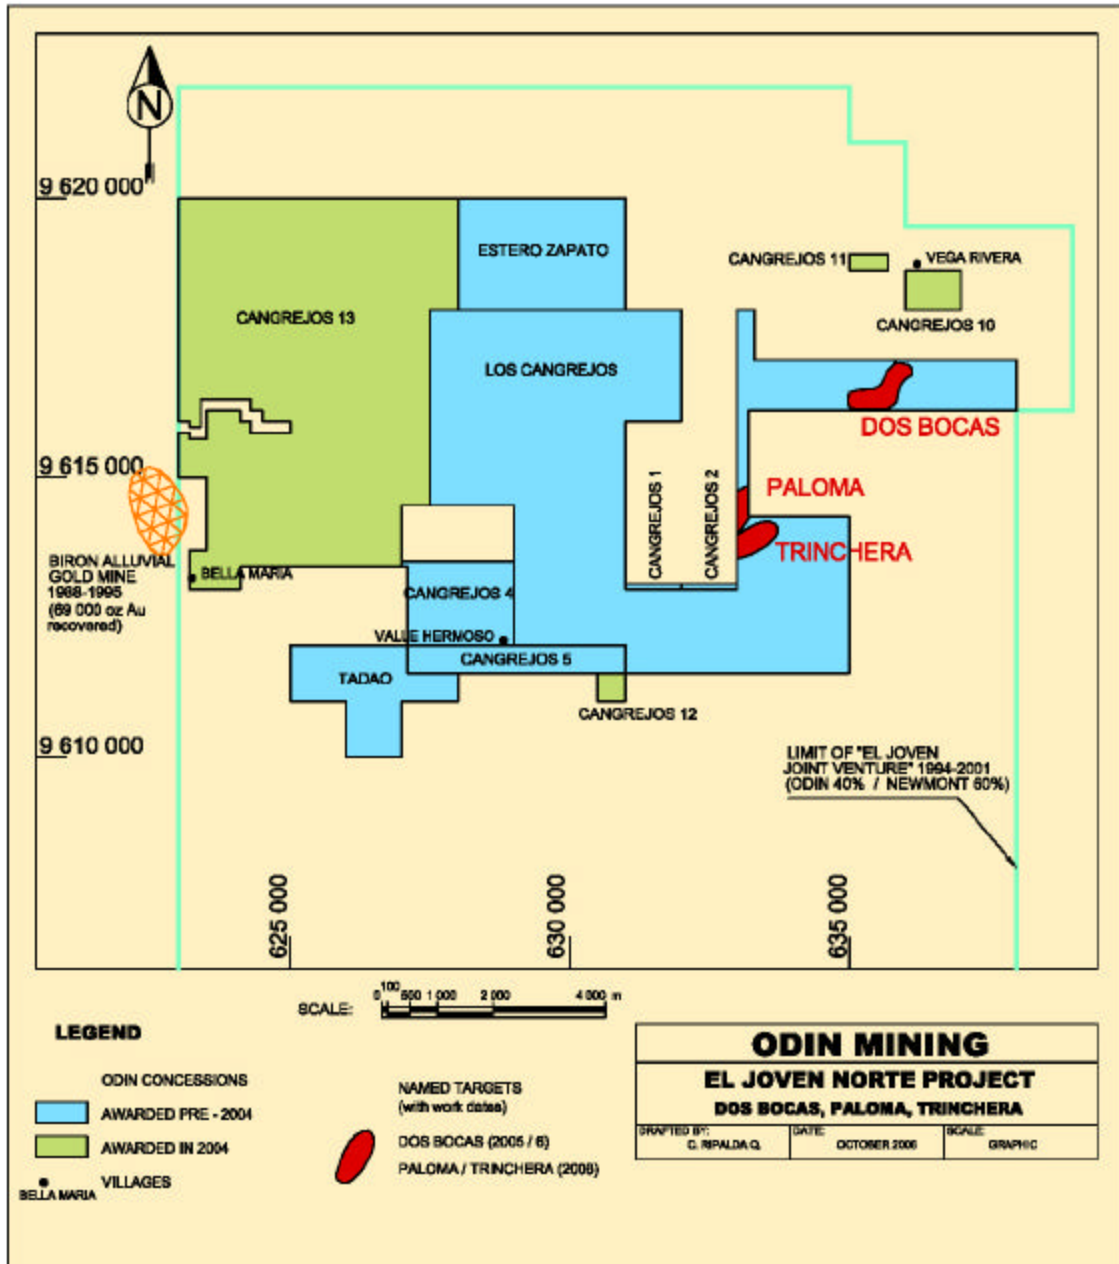 N
9 620 000
ESTERO ZAPATO
CANGREJOS 11
VEGA RIVERA
CANGREJOS 13
CANGREJOS 10
LOS CANGREJOS
DOS BOCAS
9 615 000
CANGREJOS 1
CANGREJOS 2
PALOMA
TRINCHERA
BIRON ALLUVIAL
GOLD MINE
1988-1995
(69 000 oz Au
recovered)
BELLA MARIA
CANGREJOS 4
VALLE HERMOSO
CANGREJOS 5
TADAO
CANGREJOS 12
9 610 000
LIMIT OF "EL JOVEN
JOINT VENTURE" 1994-2001
(ODIN 40% / NEWMONT 60%)
625 000
630 000
635 000
SCALE:
0 100 500 1 000 2 000 4 000 m
LEGEND
ODIN CONCESSIONS
AWARDED PRE - 2004
AWARDED IN 2004
BELLA MARIA
VILLAGES
NAMED TARGETS
(with work dates)
DOS BOCAS (2005 / 6)
PALOMA / TRINCHERA (2006)
ODIN MINING
EL JOVEN NORTE PROJECT
DOS BOCAS, PALOMA, TRINCHERA
DRAFTED BY:
C. RIPALDA Q.
DATE:
OCTOBER 2006
SCALE:
GRAPHIC